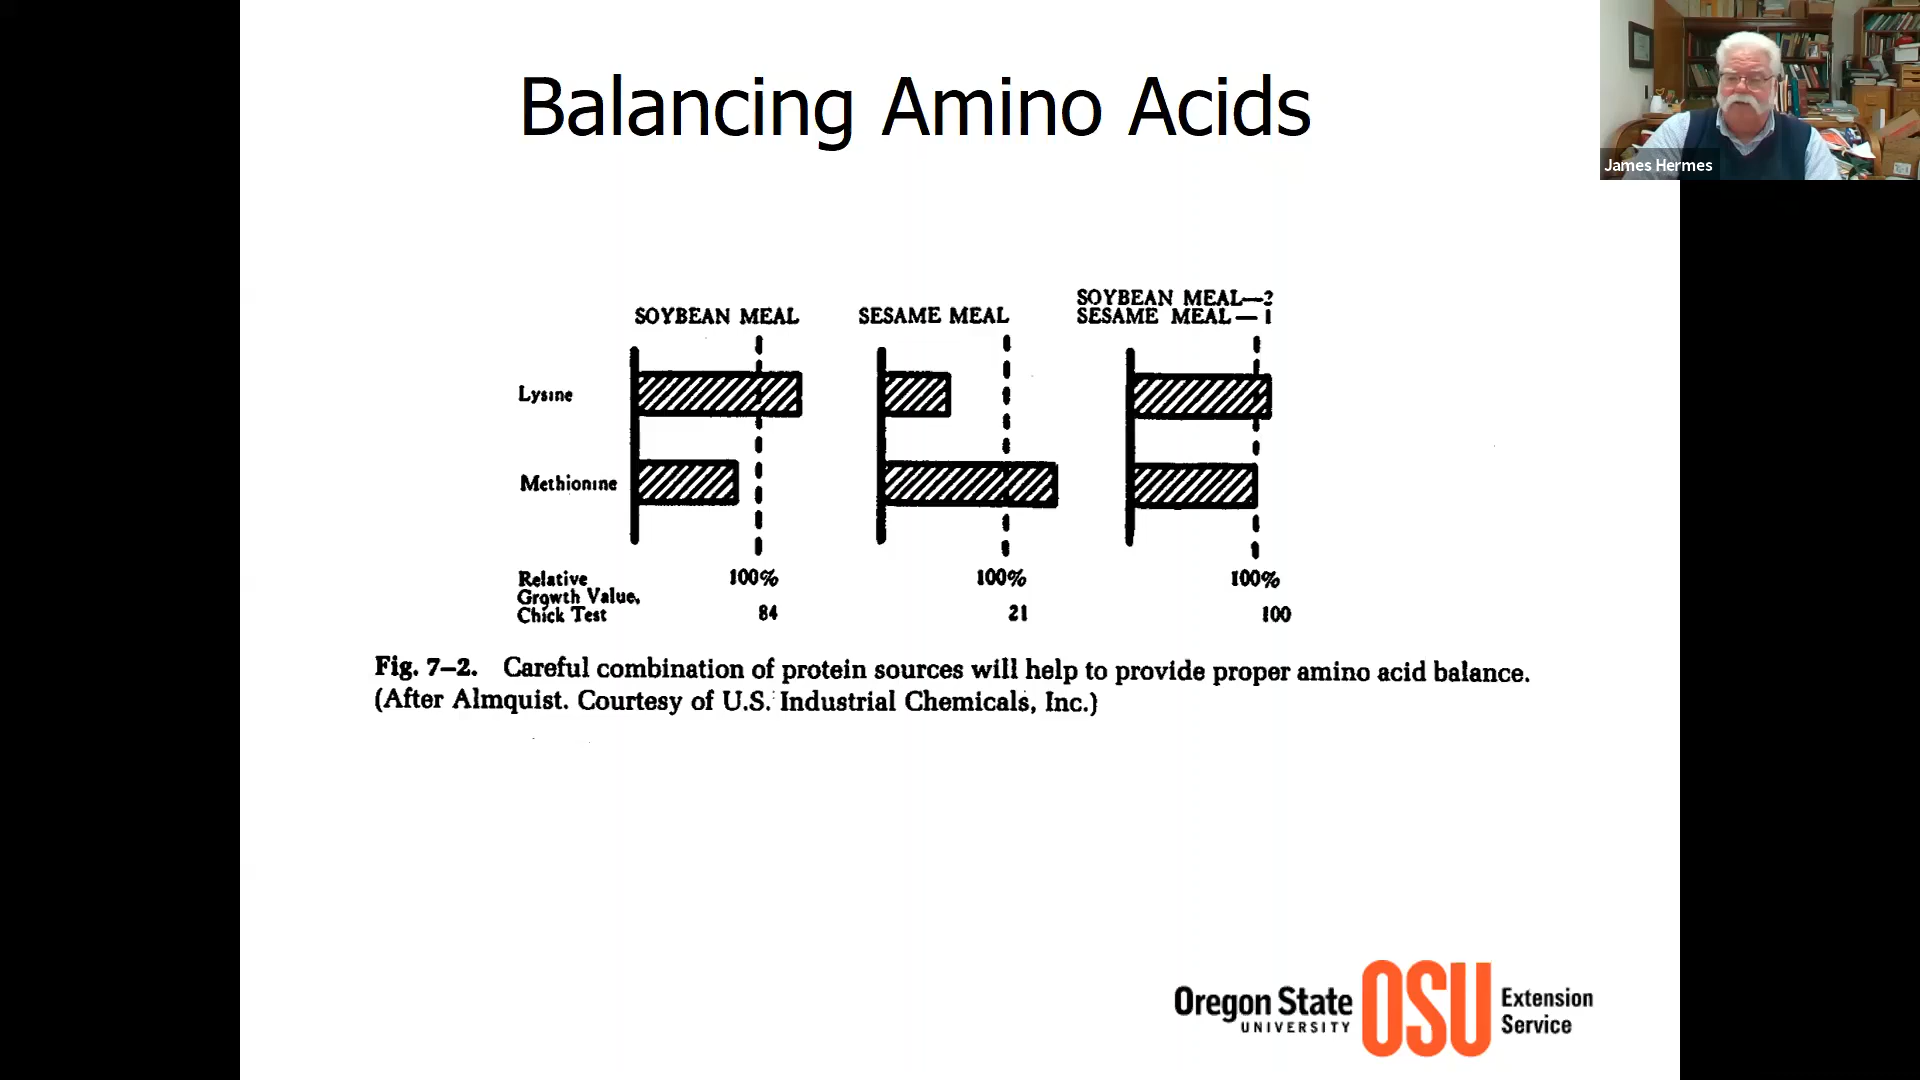 Balancing Amino Acids
James Hermes
SOYBEAN MEAL
SESAME MEAL
SOYBEAN MEAL—2
SESAME MEAL — 1
Lysine
Methionine
Relative
Growth Value,
Chick Test
100%
84
100%
21
100%
100
Fig. 7–2. Careful combination of protein sources will help to provide proper amino acid balance.
(After Almquist. Courtesy of U.S. Industrial Chemicals, Inc.)
Oregon State
UNIVERSITY
OSU
Extension
Service